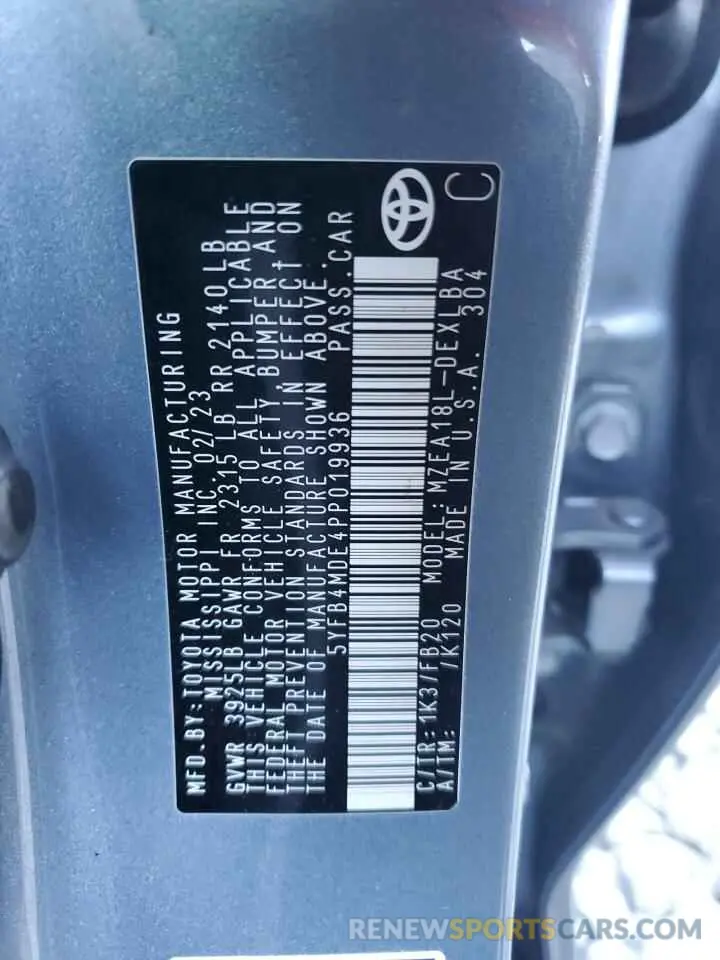 MFD.BY:TOYOTA MOTOR MANUFACTURING
MISSISSIPPI INC.02/23
GVWR 3925LB GAWR FR 2315 LB RR 2140LB
THIS VEHICLE CONFORMS TO ALL APPLICABLE
FEDERAL MOTOR VEHICLE SAFETY, BUMPER, AND
THEFT PREVENTION STANDARDS IN EFFECT ON
THE DATE OF MANUFACTURE SHOWN ABOVE.
5YFB4MDE4PP019936 PASS.CAR
C/TR:1K3/FB20 MODEL:MZEA18L-DEXLBA
A/TM: /K120 MADE IN U.S.A. 304
C
RENEWSPORTSCARS.COM